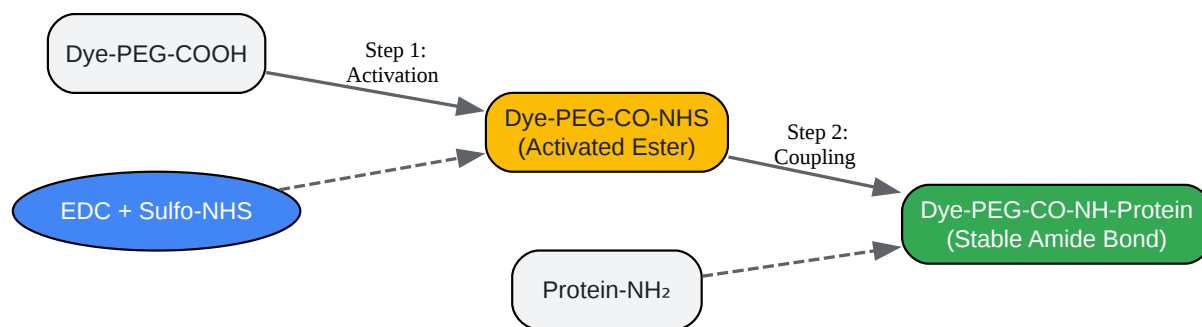 Dye-PEG-COOH
Step 1:
Activation
EDC + Sulfo-NHS
Dye-PEG-CO-NHS
(Activated Ester)
Step 2:
Coupling
Protein-NH₂
Dye-PEG-CO-NH-Protein
(Stable Amide Bond)